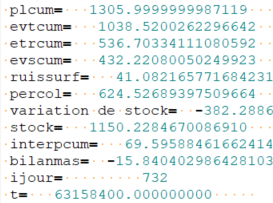 plcum= 1305.9999999987119
evtcum= 1038.5200262296642
etrcum= 536.70334111080592
evscum= 432.22080050249923
ruissurf= 41.082165771684231
percol= 624.52689397509664
variation de stock= -382.2886
stock= 1150.2284670086910
interpcum= 69.59588461662414
bilanmas= -15.840402986428103
ijour= 732
t= 63158400.000000000